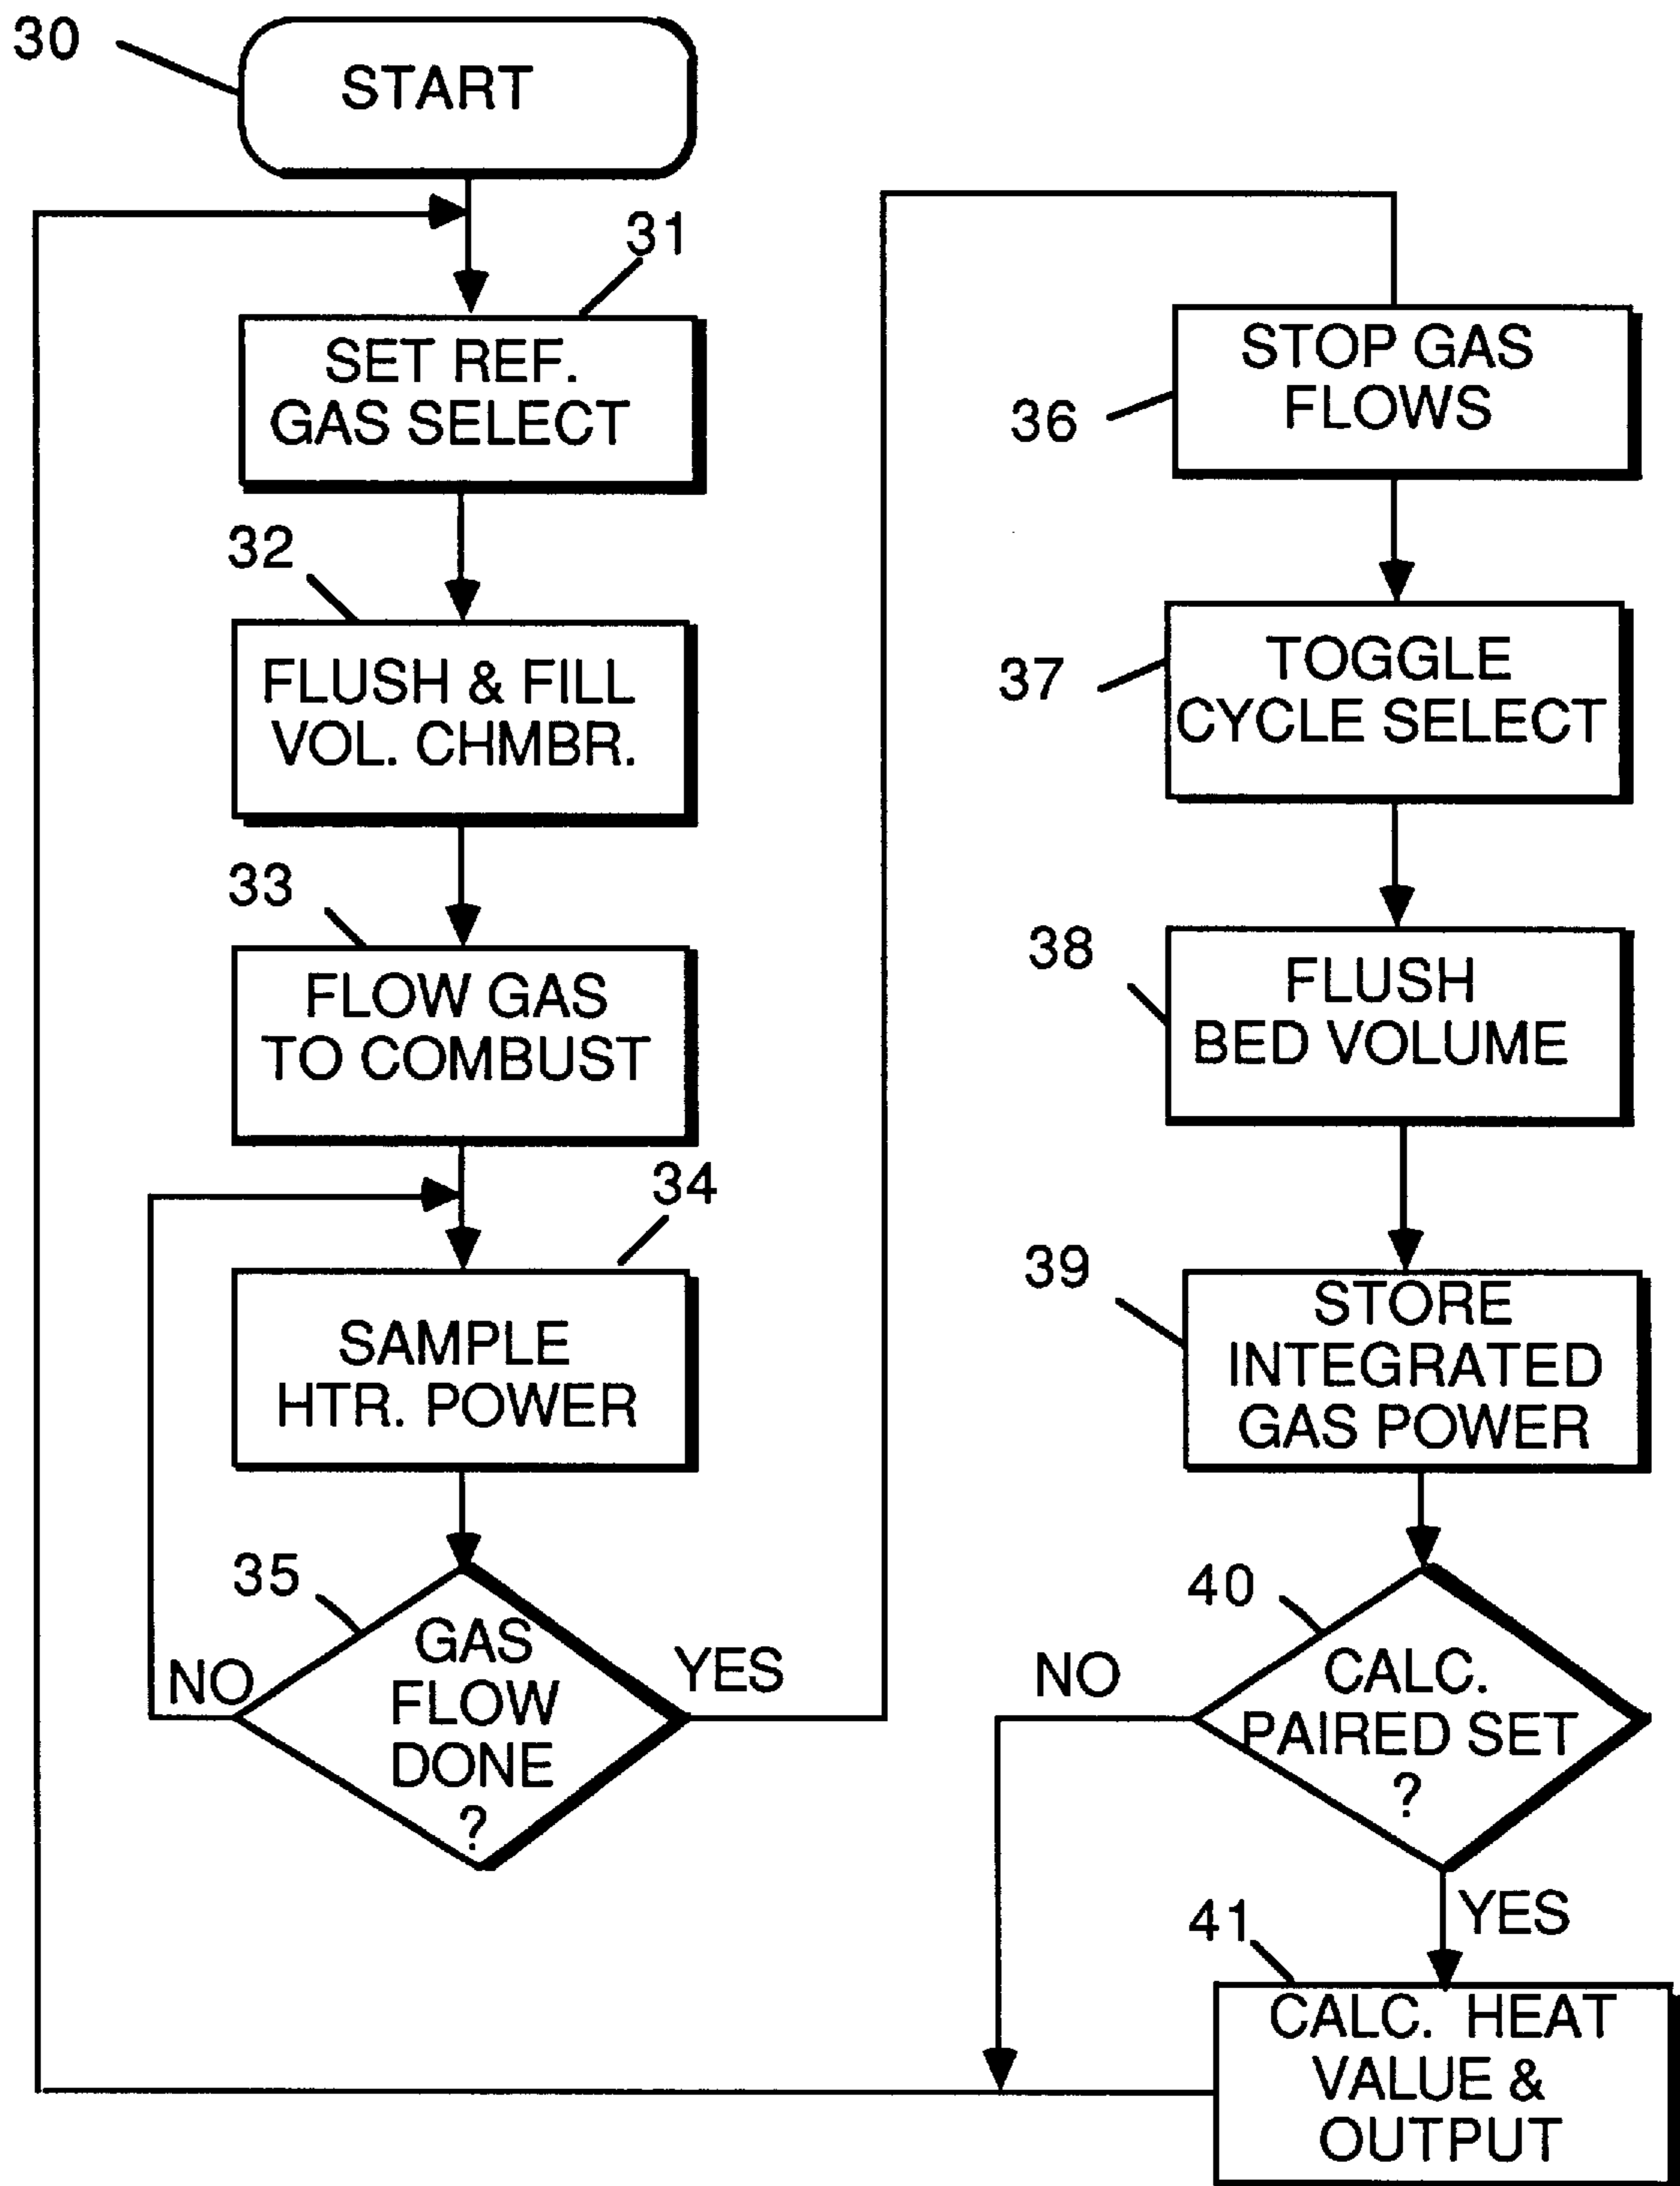 30
START
31
SET REF.
GAS SELECT
32
FLUSH & FILL
VOL. CHMBR.
33
FLOW GAS
TO COMBUST
34
SAMPLE
HTR. POWER
35
GAS
FLOW
DONE
?
NO
YES
36
STOP GAS
FLOWS
37
TOGGLE
CYCLE SELECT
38
FLUSH
BED VOLUME
39
STORE
INTEGRATED
GAS POWER
40
CALC.
PAIRED SET
?
NO
YES
41
CALC. HEAT
VALUE &
OUTPUT